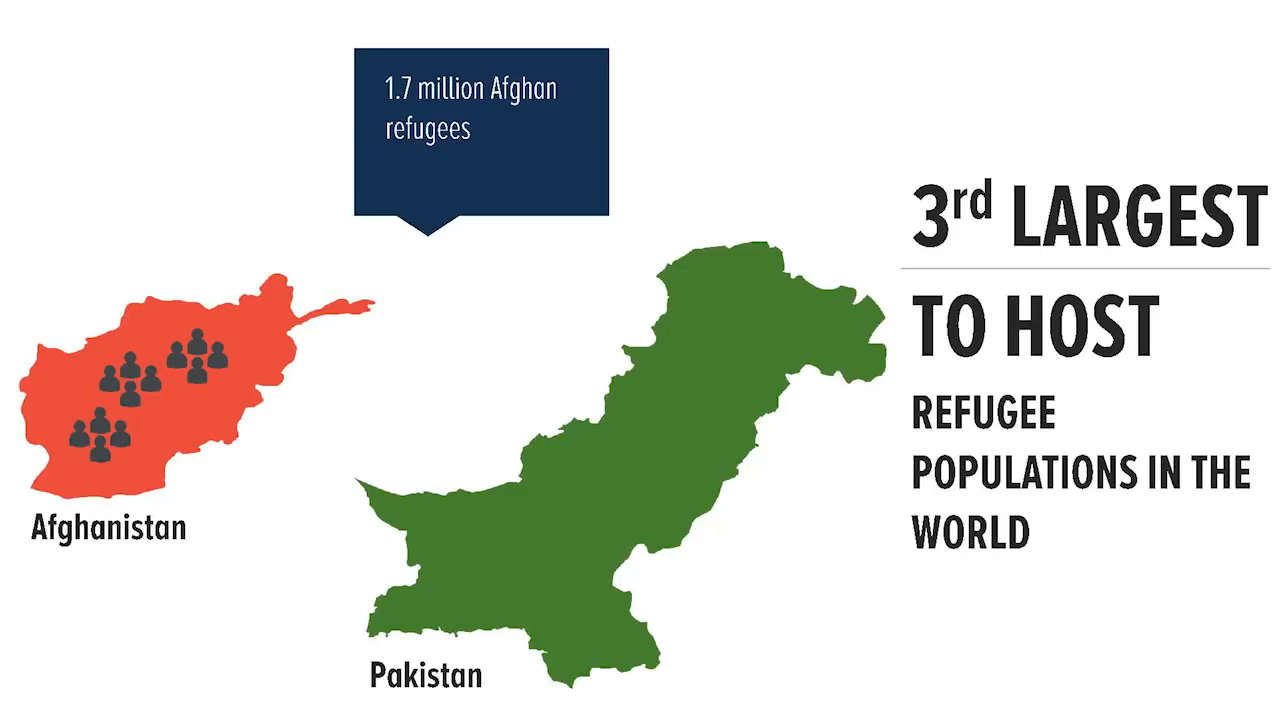 1.7 million Afghan
refugees
3rd LARGEST
TO HOST
REFUGEE
POPULATIONS IN THE
WORLD
Afghanistan
Pakistan